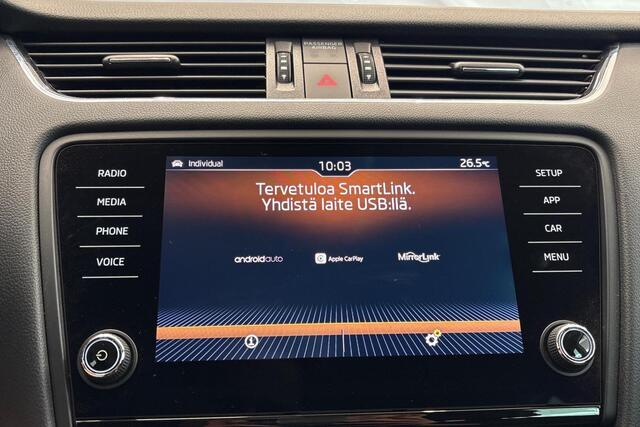 PASSENGER
AIRBAG
Individual
10:03
26.5°C
Tervetuloa SmartLink.
Yhdistä laite USB:llä.
androidauto
Apple CarPlay
MirrorLink
RADIO
MEDIA
PHONE
VOICE
SETUP
APP
CAR
MENU